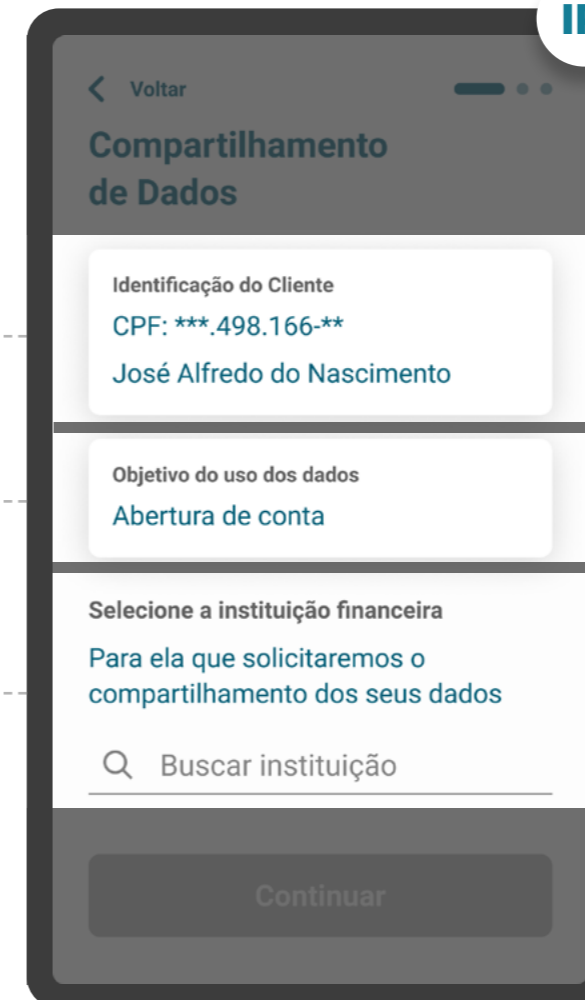 Voltar
Compartilhamento
de Dados
Identificação do Cliente
CPF: ***.498.166-**
José Alfredo do Nascimento
Objetivo do uso dos dados
Abertura de conta
Selecione a instituição financeira
Para ela que solicitaremos o
compartilhamento dos seus dados
Buscar instituição
Continuar